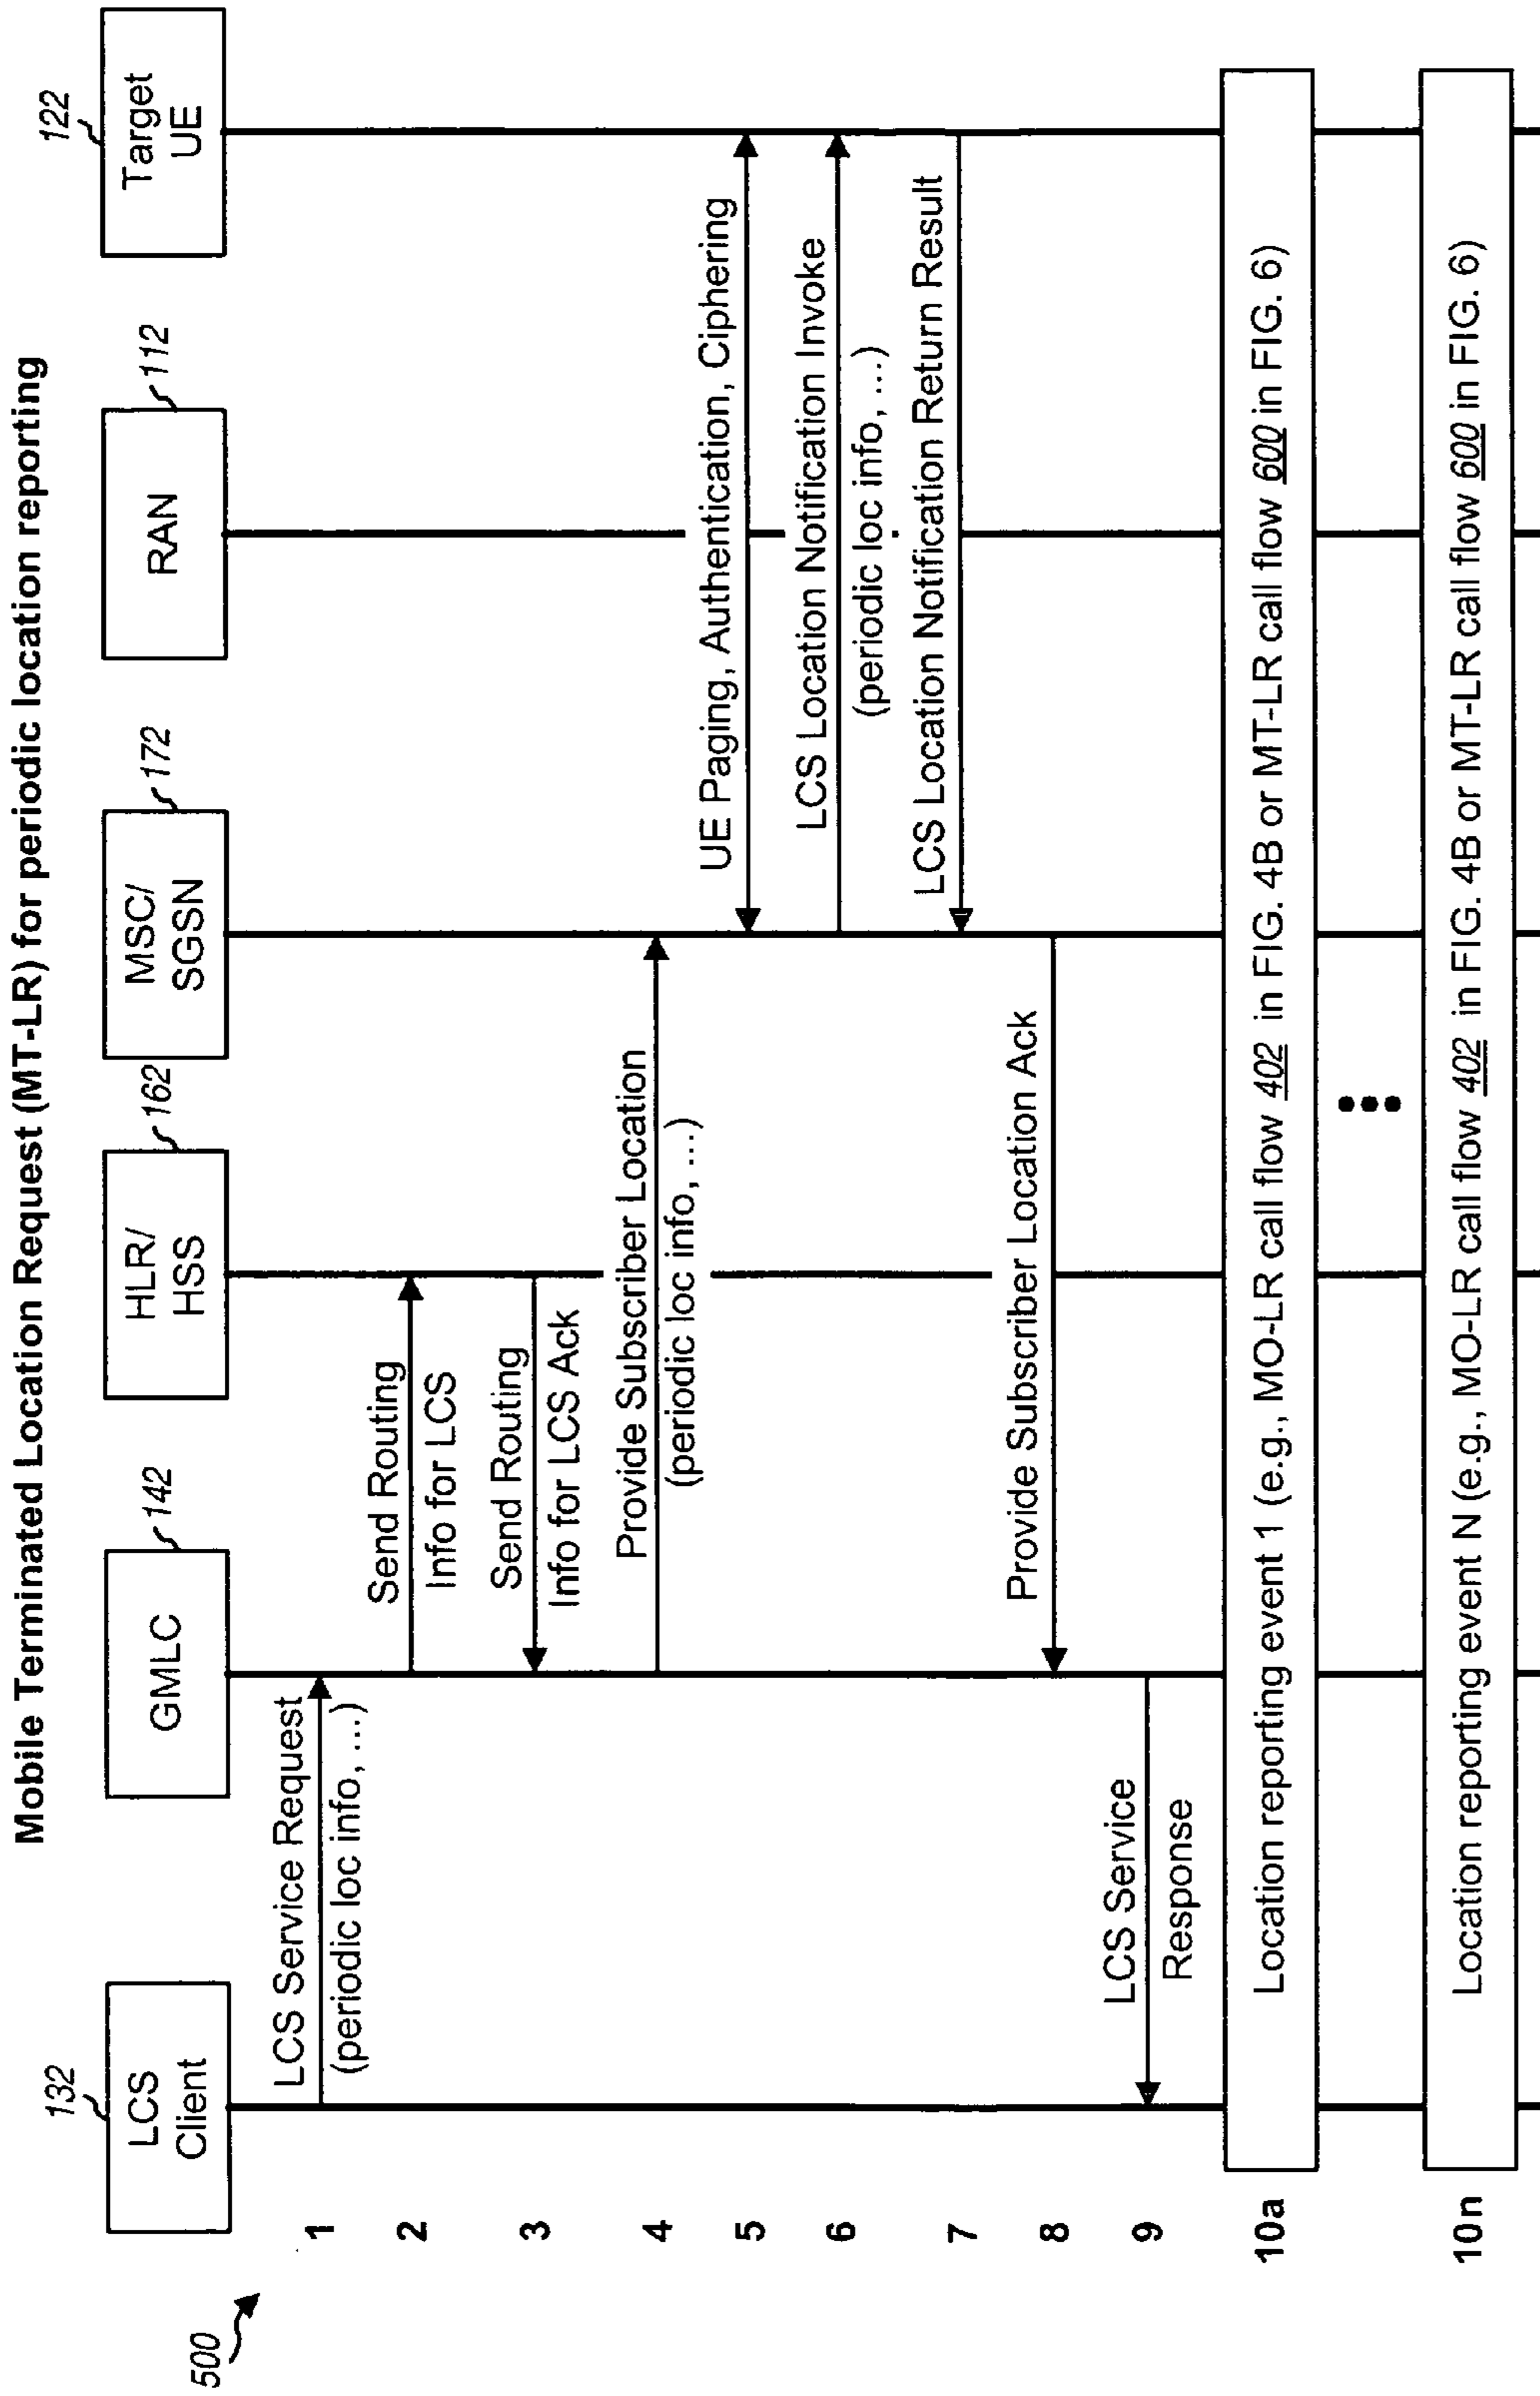 Mobile Terminated Location Request (MT-LR) for periodic location reporting
500
132
LCS
Client
142
GMLC
162
HLR/
HSS
172
MSC/
SGSN
112
RAN
122
Target
UE
1
LCS Service Request
(periodic loc info, ...)
2
Send Routing
Info for LCS
3
Send Routing
Info for LCS Ack
4
Provide Subscriber Location
(periodic loc info, ...)
5
UE Paging, Authentication, Ciphering
6
LCS Location Notification Invoke
(periodic loc info, ...)
7
LCS Location Notification Return Result
8
Provide Subscriber Location Ack
9
LCS Service
Response
10a
Location reporting event 1 (e.g., MO-LR call flow 402 in FIG. 4B or MT-LR call flow 600 in FIG. 6)
10n
Location reporting event N (e.g., MO-LR call flow 402 in FIG. 4B or MT-LR call flow 600 in FIG. 6)